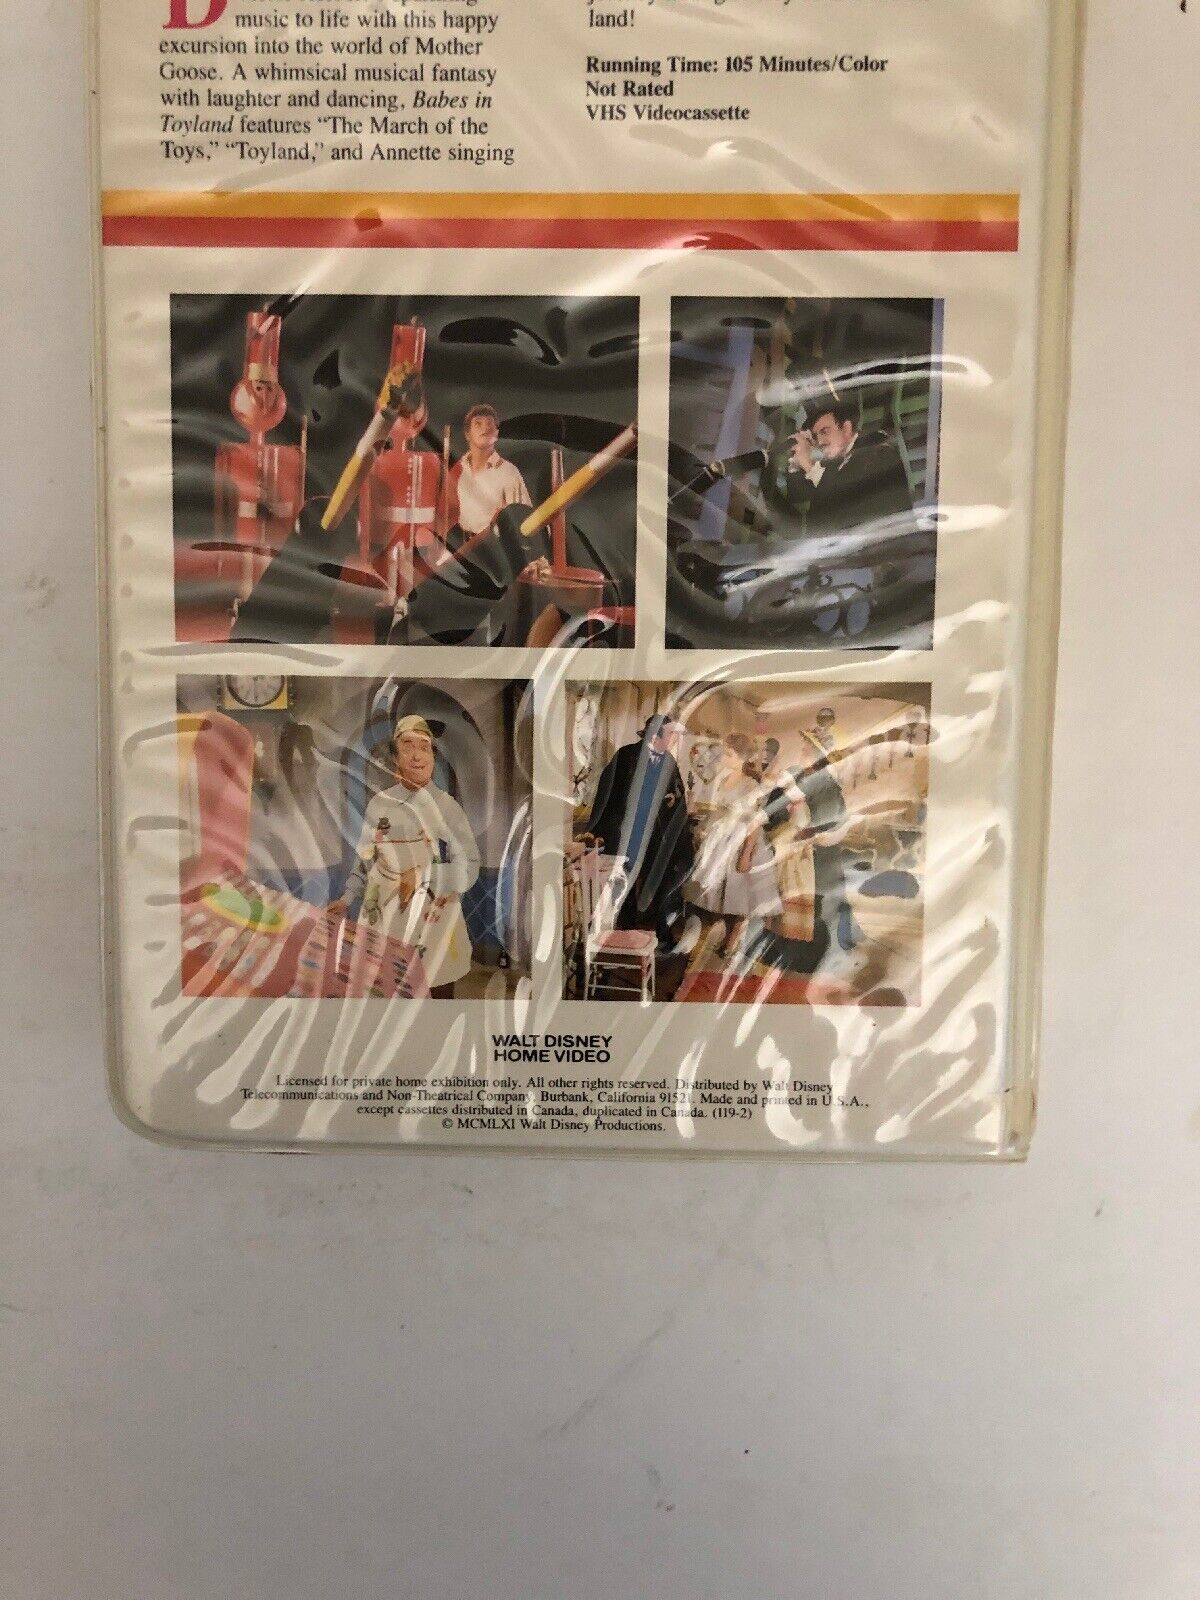 music to life with this happy
excursion into the world of Mother
Goose. A whimsical musical fantasy
with laughter and dancing, Babes in
Toyland features “The March of the
Toys,” “Toyland,” and Annette singing
land!
Running Time: 105 Minutes/Color
Not Rated
VHS Videocassette
WALT DISNEY
HOME VIDEO
Licensed for private home exhibition only. All other rights reserved. Distributed by Walt Disney
Telecommunications and Non-Theatrical Company, Burbank, California 91521. Made and printed in U.S.A.,
except cassettes distributed in Canada, duplicated in Canada. (119-2)
© MCMLXI Walt Disney Productions.